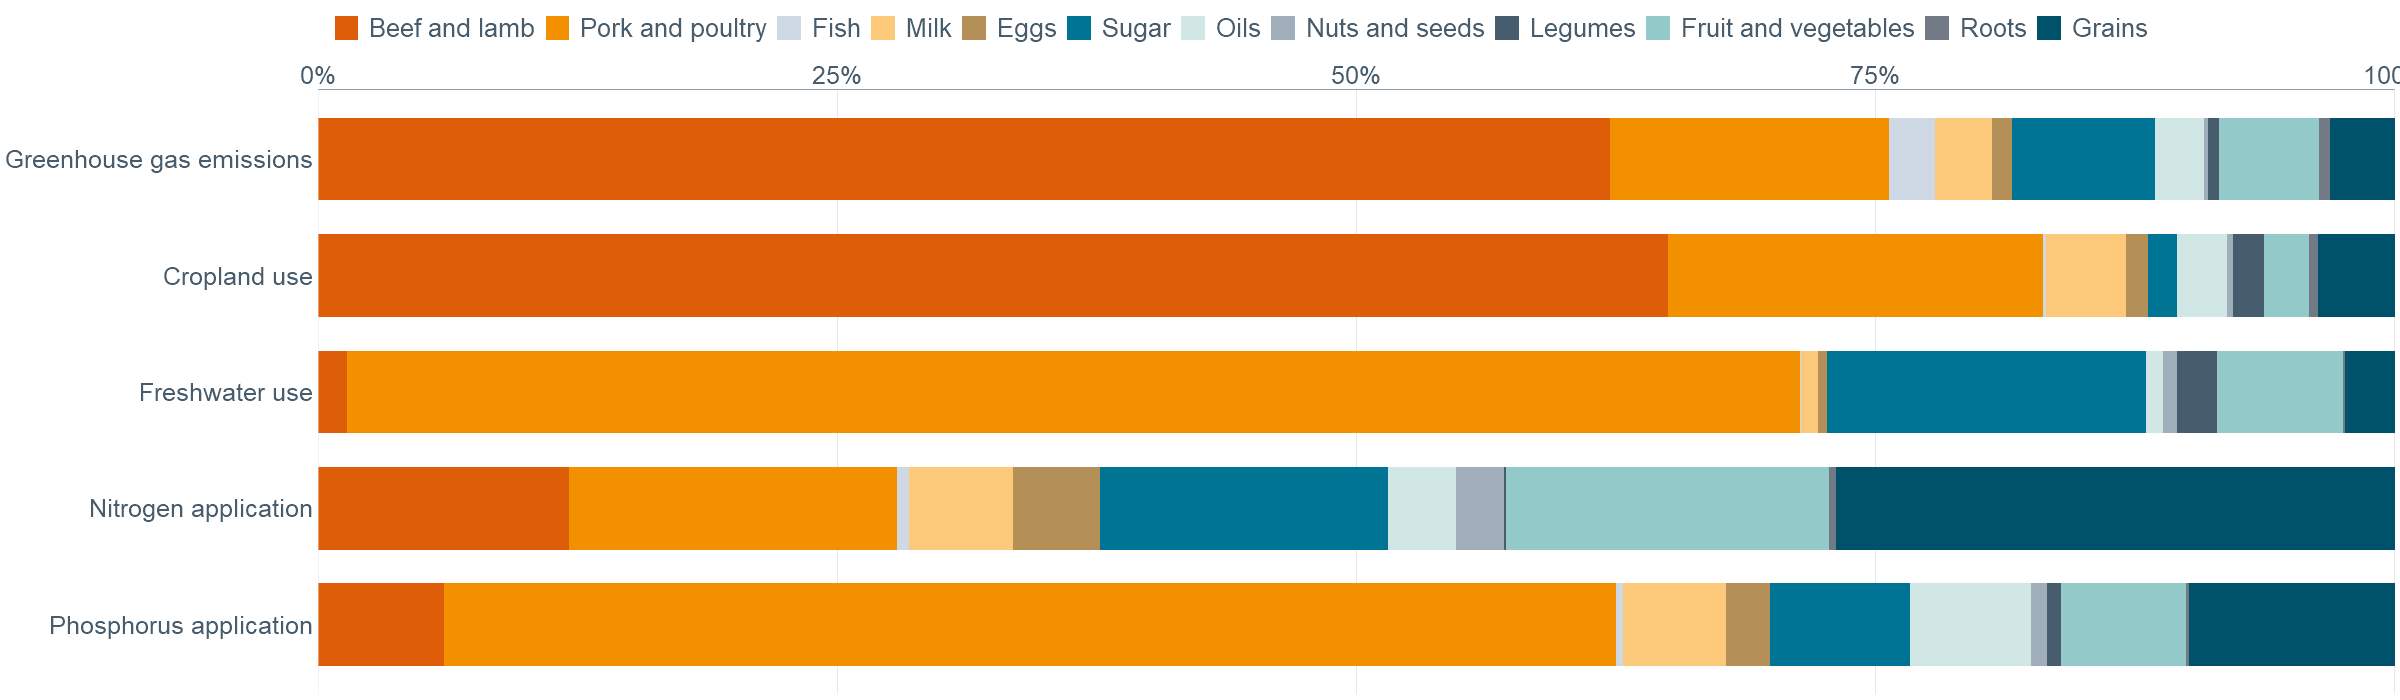 Beef and lamb Pork and poultry Fish Milk Eggs Sugar Oils Nuts and seeds Legumes Fruit and vegetables Roots Grains
0% 25% 50% 75% 100
Greenhouse gas emissions
Cropland use
Freshwater use
Nitrogen application
Phosphorus application